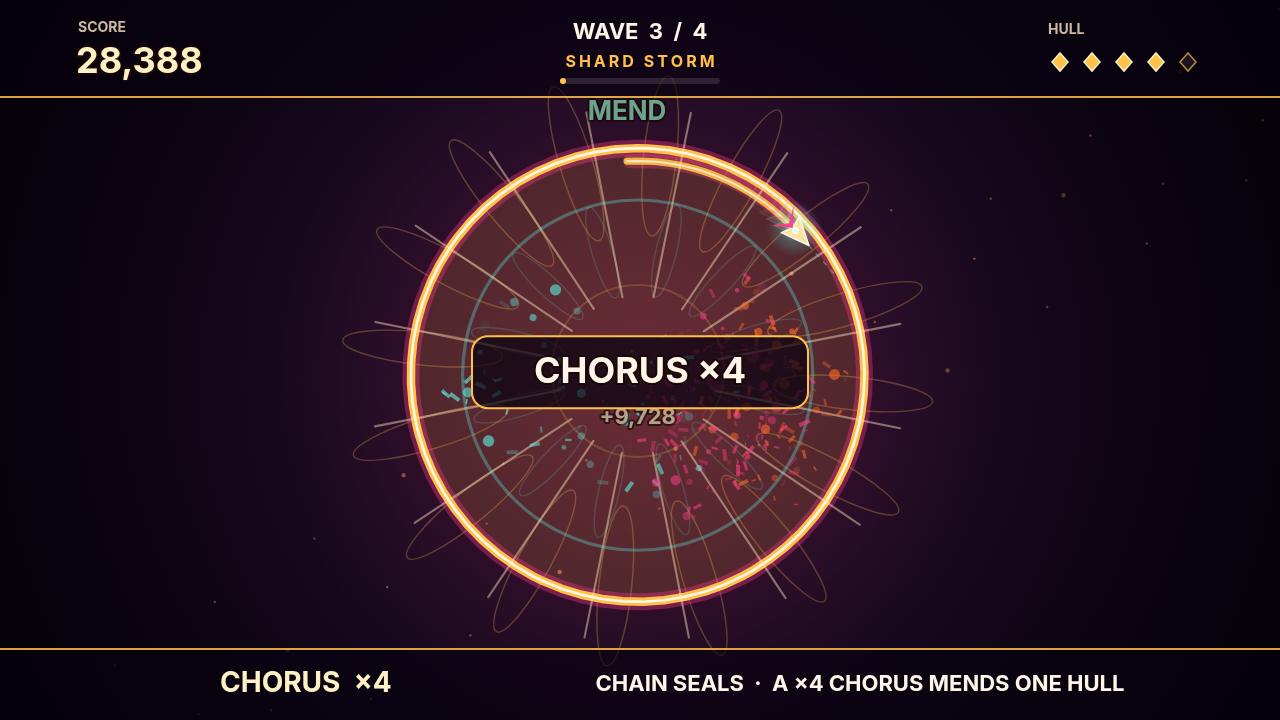 SCORE
28,388
WAVE 3 / 4
SHARD STORM
HULL
MEND
CHORUS ×4
+9,728
CHORUS ×4
CHAIN SEALS · A ×4 CHORUS MENDS ONE HULL